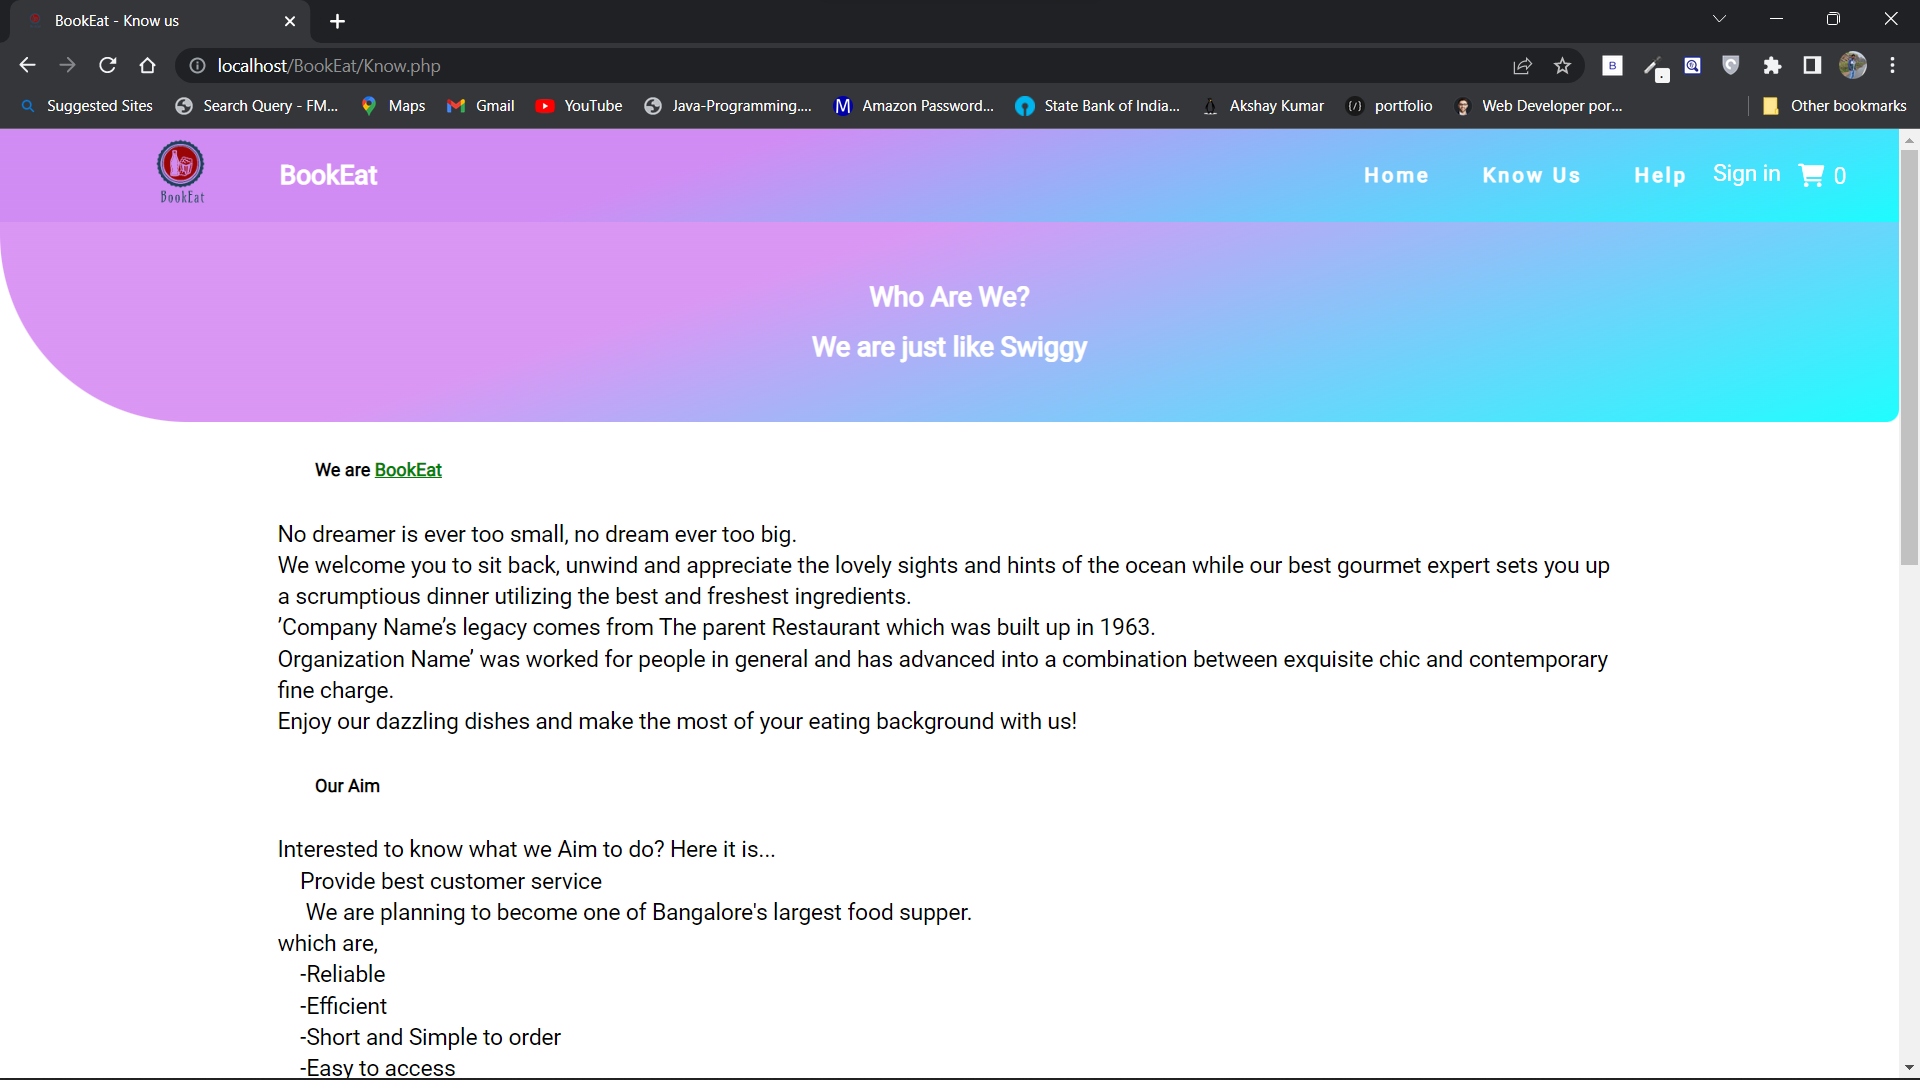 BookEat - Know us
localhost/BookEat/Know.php
B
Suggested Sites
Search Query - FM...
Maps
Gmail
YouTube
Java-Programming....
M
Amazon Password...
State Bank of India...
Akshay Kumar
portfolio
Web Developer por...
Other bookmarks
BookEat
BookEat
Home
Know Us
Help
Sign in
0
Who Are We?
We are just like Swiggy
We are BookEat
No dreamer is ever too small, no dream ever too big.
We welcome you to sit back, unwind and appreciate the lovely sights and hints of the ocean while our best gourmet expert sets you up
a scrumptious dinner utilizing the best and freshest ingredients.
’Company Name’s legacy comes from The parent Restaurant which was built up in 1963.
Organization Name’ was worked for people in general and has advanced into a combination between exquisite chic and contemporary
fine charge.
Enjoy our dazzling dishes and make the most of your eating background with us!
Our Aim
Interested to know what we Aim to do? Here it is...
Provide best customer service
We are planning to become one of Bangalore's largest food supper.
which are,
-Reliable
-Efficient
-Short and Simple to order
-Easy to access